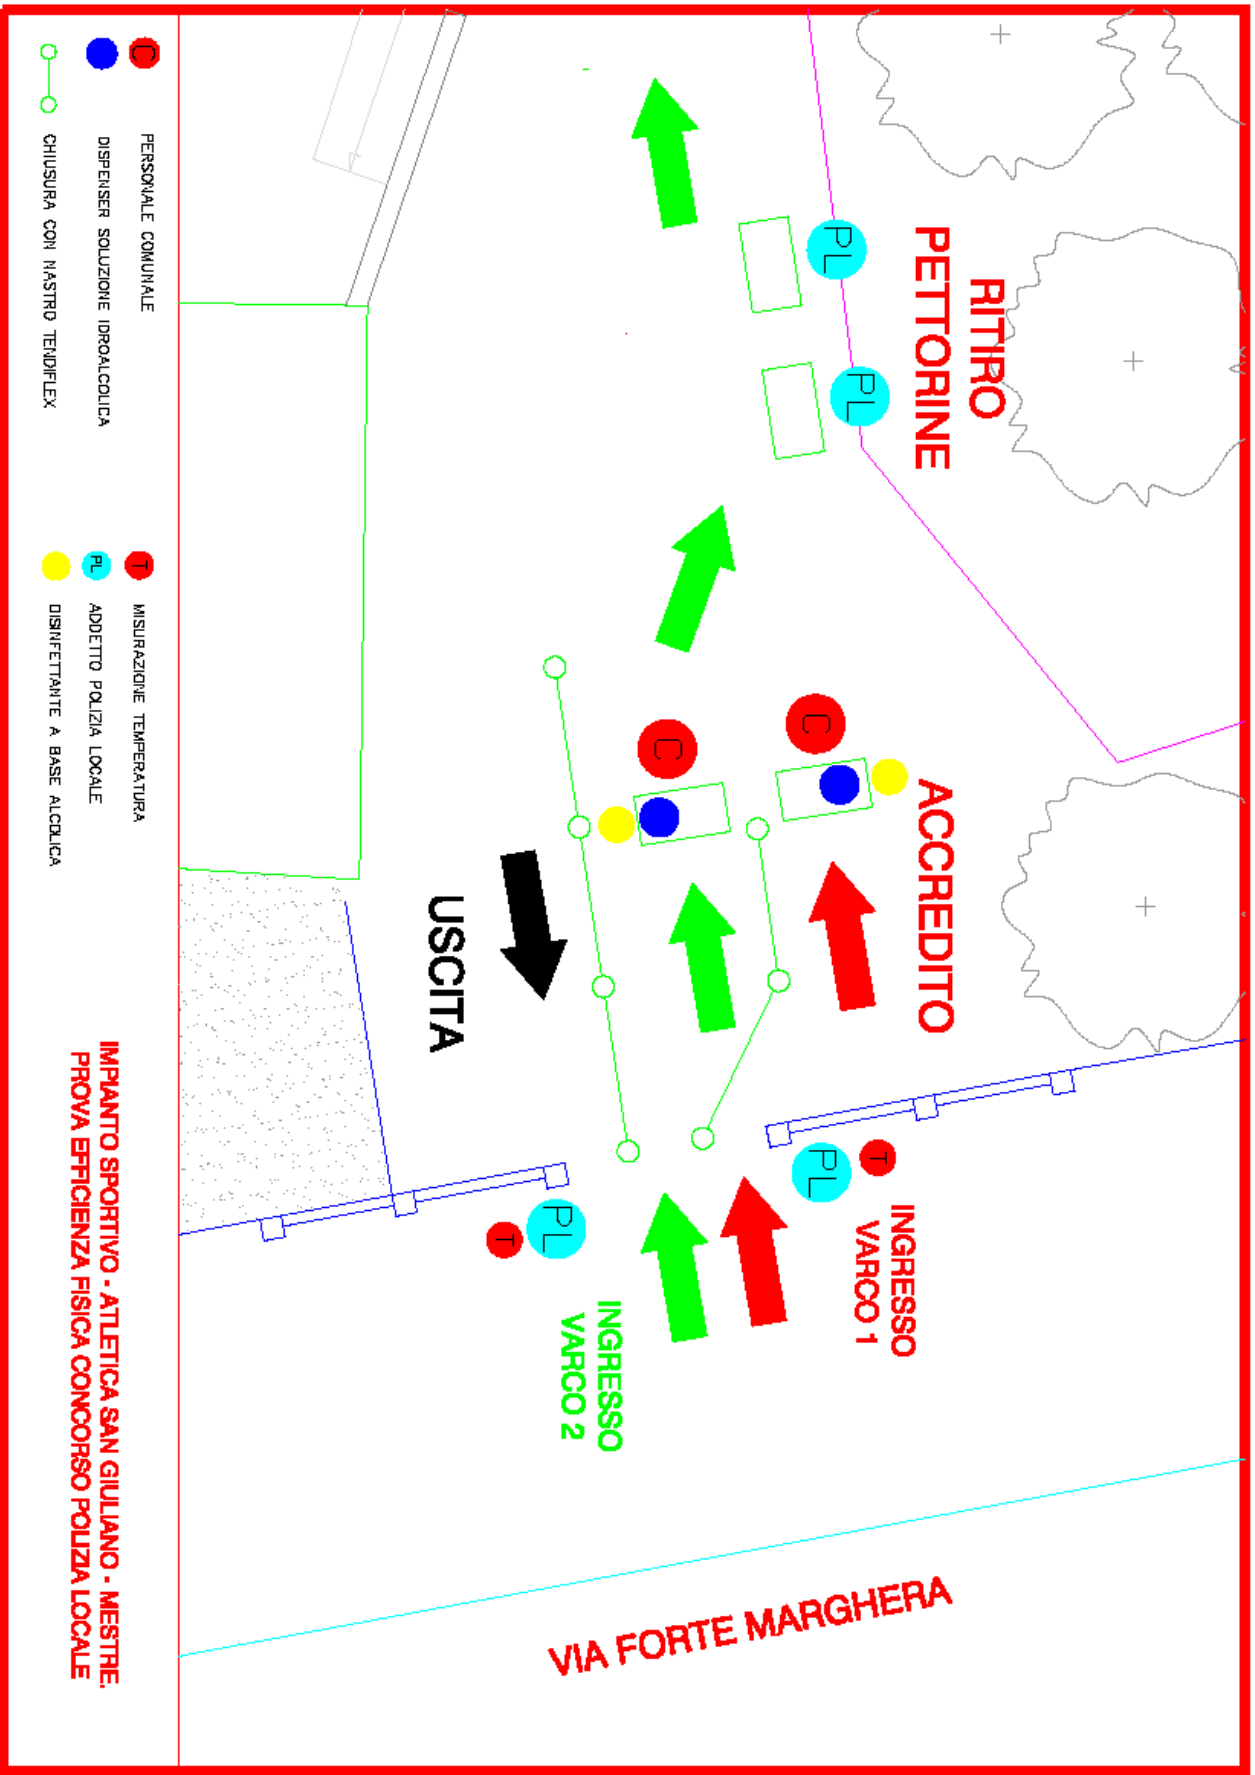 RITIRO
PETTORINE
PL
PL
ACCREDITO
C
C
USCITA
INGRESSO
VARCO 1
PL
T
INGRESSO
VARCO 2
PL
T
VIA FORTE MARGHERA
C PERSONALE COMUNALE
DISPENSER SOLUZIONE IDROALCOLICA
CHIUSURA CON NASTRO TENDIFLEX
T MISURAZIONE TEMPERATURA
PL ADDETTO POLIZIA LOCALE
DISINFETTANTE A BASE ALCOLICA
IMPIANTO SPORTIVO - ATLETICA SAN GIULIANO - MESTRE.
PROVA EFFICIENZA FISICA CONCORSO POLIZIA LOCALE